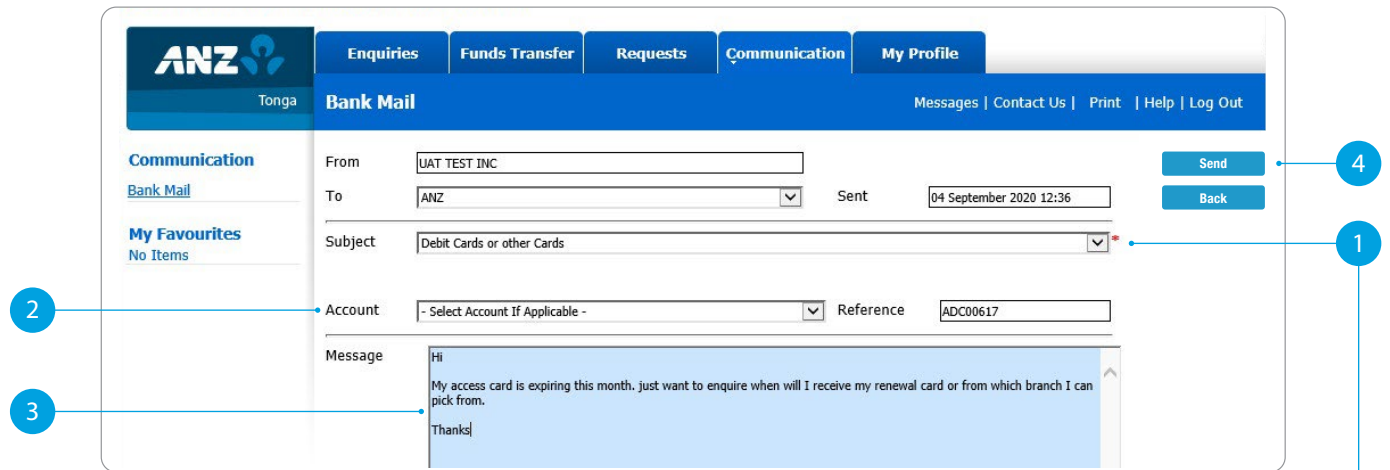 ANZ
Tonga
Enquiries
Funds Transfer
Requests
Communication
My Profile
Bank Mail
Messages | Contact Us | Print | Help | Log Out
Communication
Bank Mail
My Favourites
No Items
From UAT TEST INC
Send
4
To ANZ Sent 04 September 2020 12:36
Back
Subject Debit Cards or other Cards *
1
2
Account - Select Account If Applicable - Reference ADC00617
Message
Hi
My access card is expiring this month. just want to enquire when will I receive my renewal card or from which branch I can
pick from.
3
Thanks